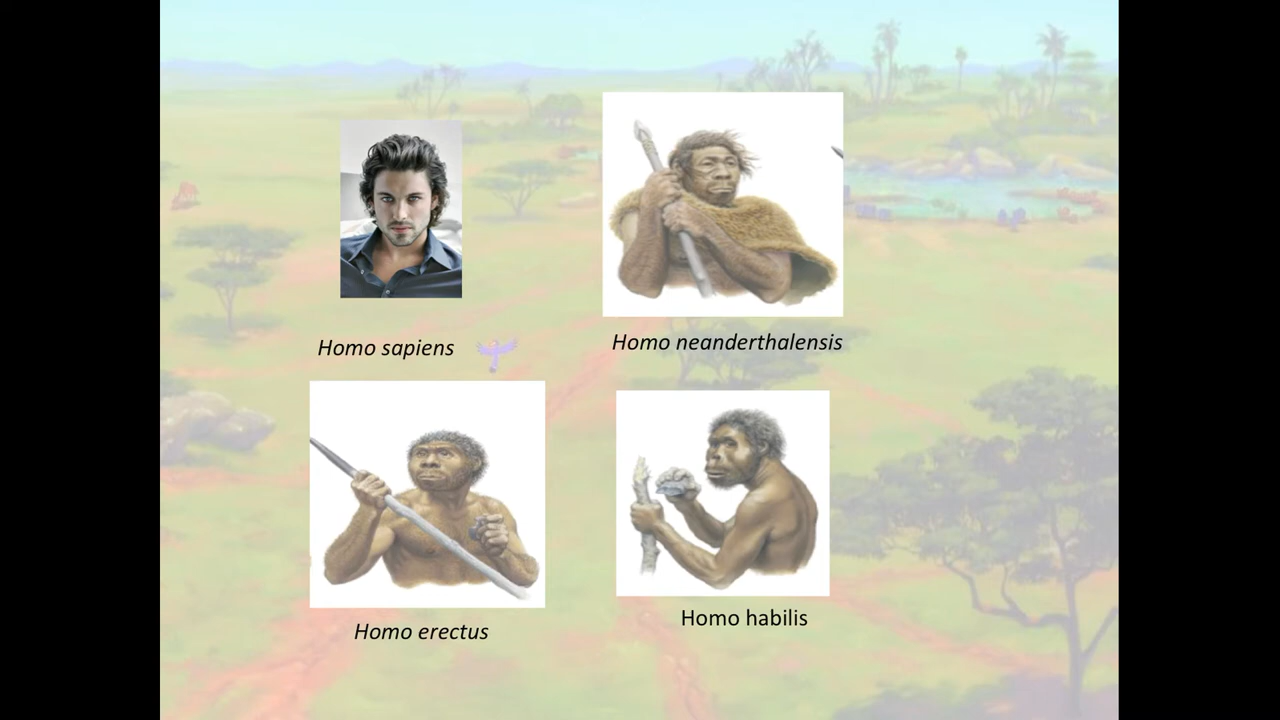 Homo sapiens
Homo neanderthalensis
Homo erectus
Homo habilis